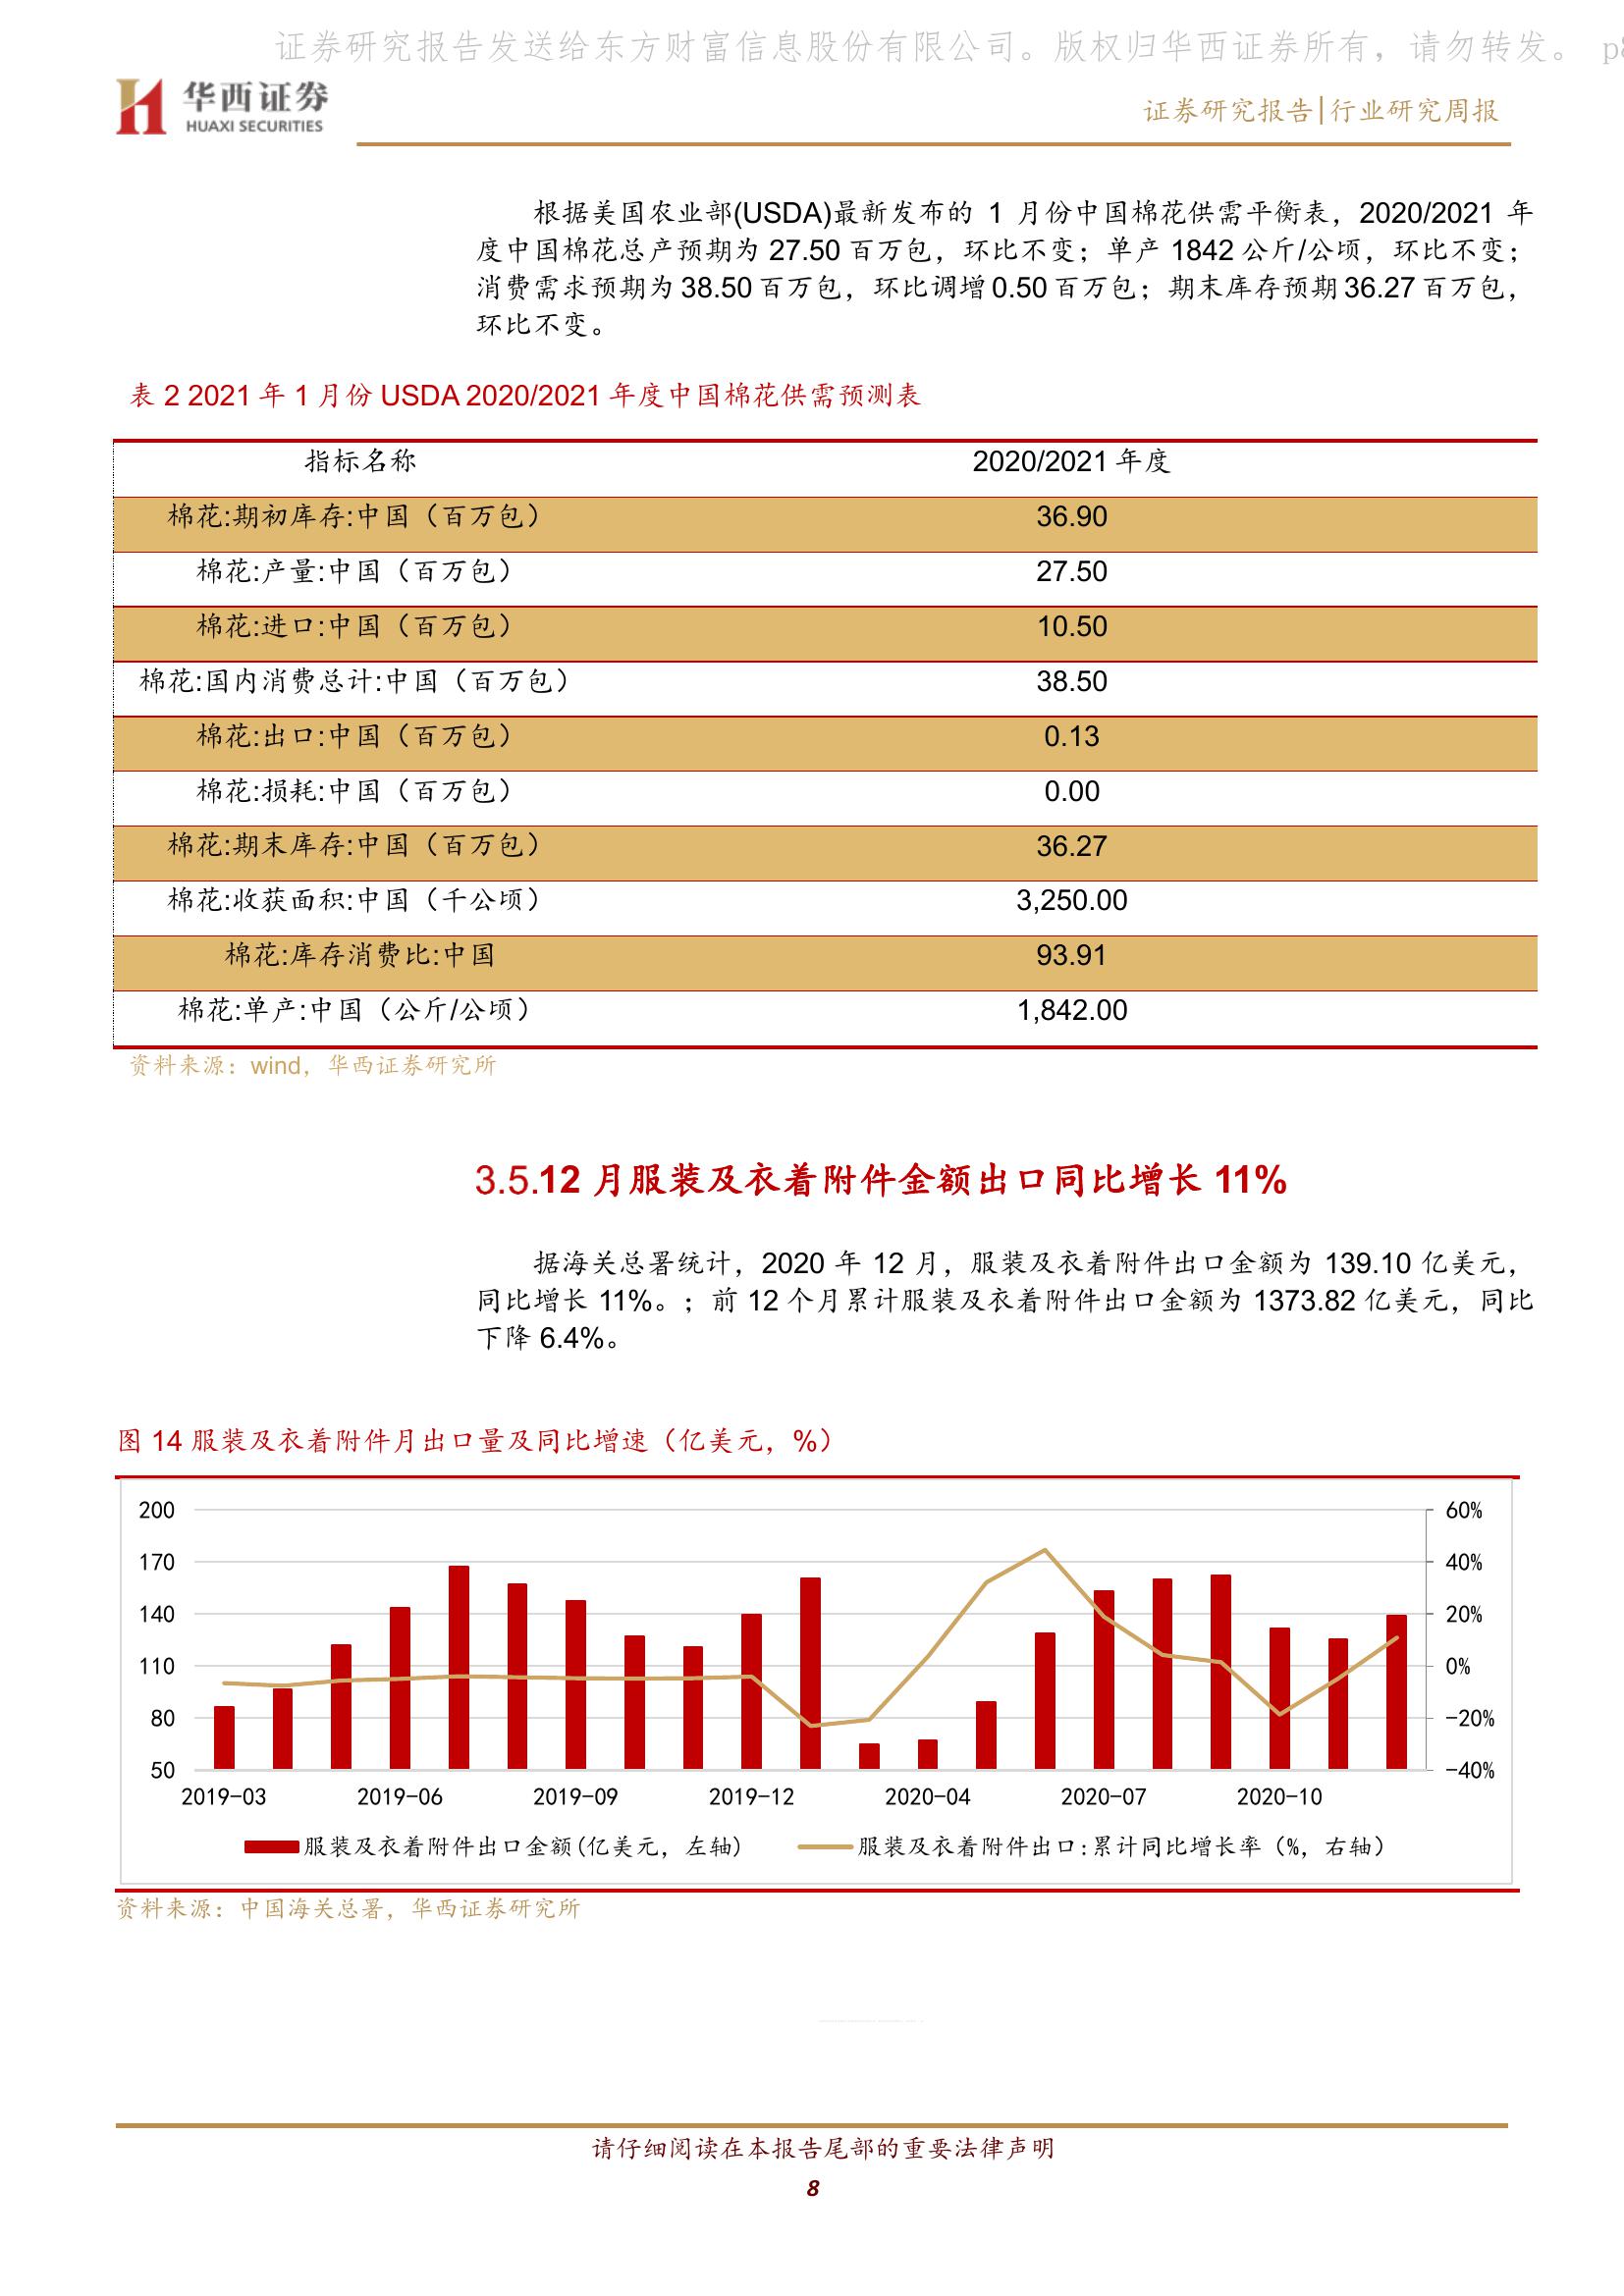 证券研究报告发送给东方财富信息股份有限公司。版权归华西证券所有，请勿转发。 p8
华西证券
HUAXI SECURITIES
证券研究报告|行业研究周报
根据美国农业部(USDA)最新发布的 1 月份中国棉花供需平衡表，2020/2021 年
度中国棉花总产预期为 27.50 百万包，环比不变；单产 1842 公斤/公顷，环比不变；
消费需求预期为 38.50 百万包，环比调增 0.50 百万包；期末库存预期 36.27 百万包，
环比不变。
表 2 2021 年 1 月份 USDA 2020/2021 年度中国棉花供需预测表
指标名称 2020/2021 年度
棉花:期初库存:中国（百万包） 36.90
棉花:产量:中国（百万包） 27.50
棉花:进口:中国（百万包） 10.50
棉花:国内消费总计:中国（百万包） 38.50
棉花:出口:中国（百万包） 0.13
棉花:损耗:中国（百万包） 0.00
棉花:期末库存:中国（百万包） 36.27
棉花:收获面积:中国（千公顷） 3,250.00
棉花:库存消费比:中国 93.91
棉花:单产:中国（公斤/公顷） 1,842.00
资料来源：wind，华西证券研究所
3.5.12 月服装及衣着附件金额出口同比增长 11%
据海关总署统计，2020 年 12 月，服装及衣着附件出口金额为 139.10 亿美元，
同比增长 11%。；前 12 个月累计服装及衣着附件出口金额为 1373.82 亿美元，同比
下降 6.4%。
图 14 服装及衣着附件月出口量及同比增速（亿美元，%）
200 60%
170 40%
140 20%
110 0%
80 -20%
50 -40%
2019-03 2019-06 2019-09 2019-12 2020-04 2020-07 2020-10
服装及衣着附件出口金额(亿美元，左轴) 服装及衣着附件出口:累计同比增长率（%，右轴）
资料来源：中国海关总署，华西证券研究所
请仔细阅读在本报告尾部的重要法律声明
8